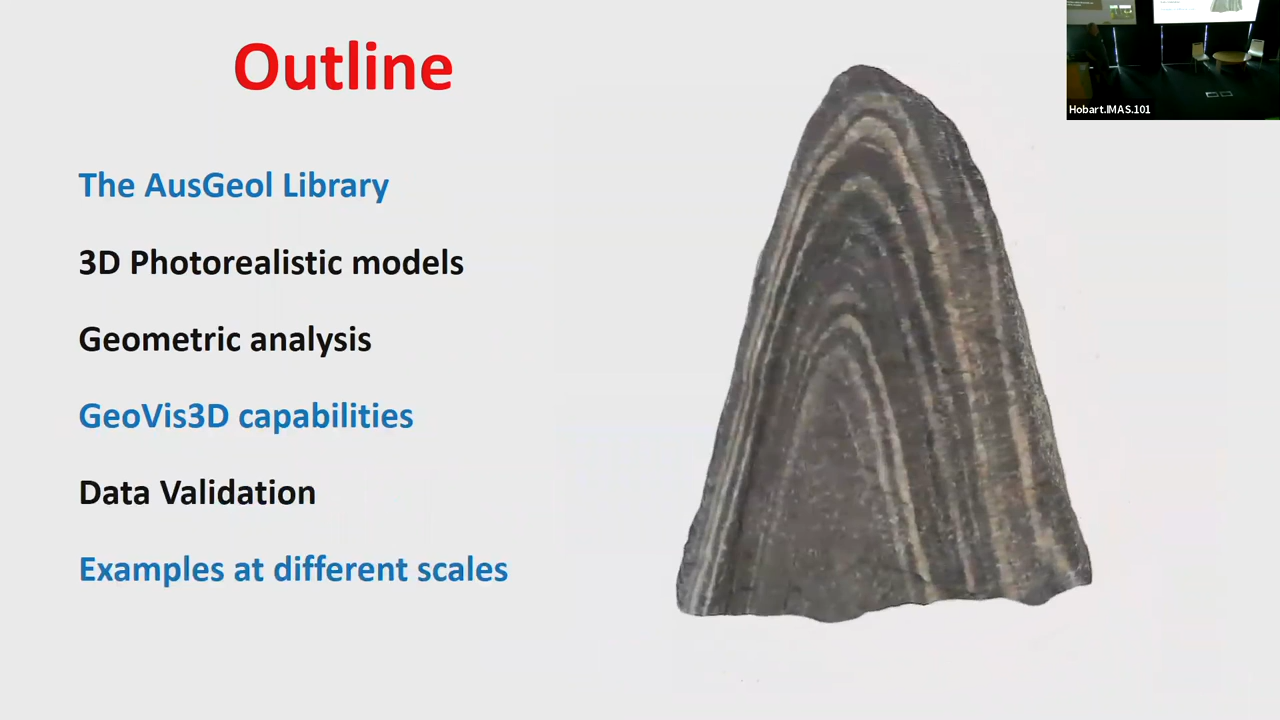 Outline
The AusGeol Library
3D Photorealistic models
Geometric analysis
GeoVis3D capabilities
Data Validation
Examples at different scales
Hobart.IMAS.101